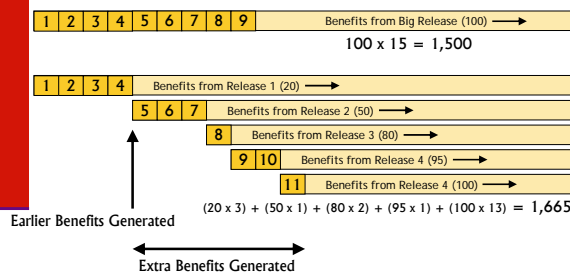 1 2 3 4 5 6 7 8 9 Benefits from Big Release (100)
100 x 15 = 1,500
1 2 3 4 Benefits from Release 1 (20)
5 6 7 Benefits from Release 2 (50)
8 Benefits from Release 3 (80)
9 10 Benefits from Release 4 (95)
11 Benefits from Release 4 (100)
(20 x 3) + (50 x 1) + (80 x 2) + (95 x 1) + (100 x 13) = 1,665
Earlier Benefits Generated
Extra Benefits Generated